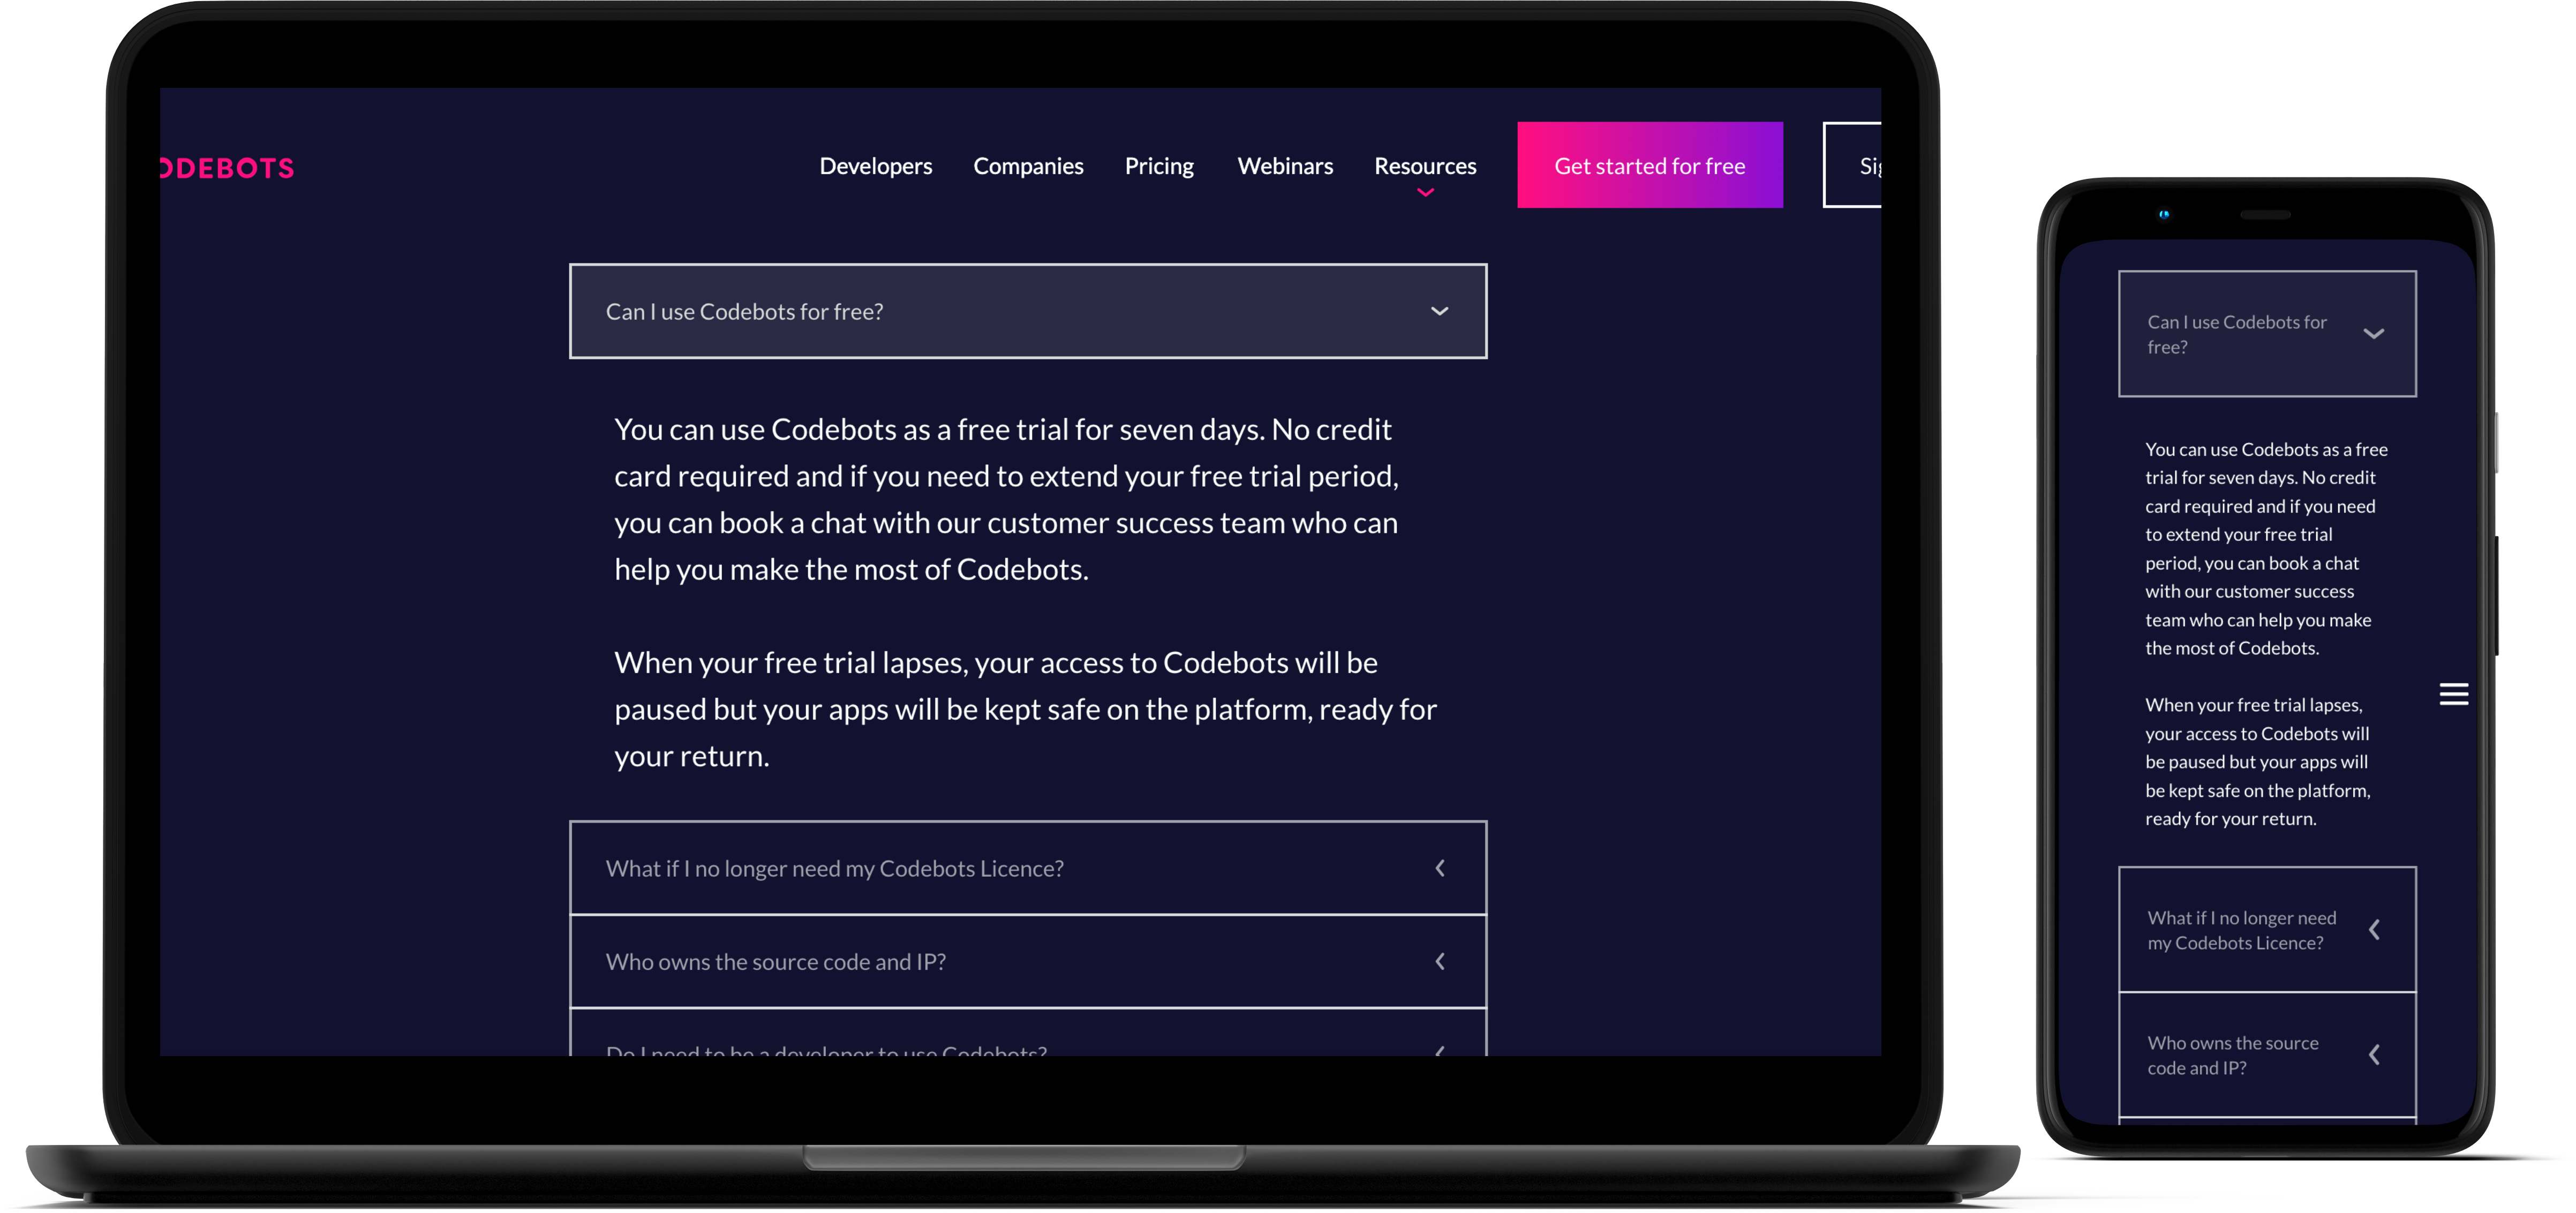 ODEBOTS
Developers Companies Pricing Webinars Resources Get started for free Sig
Can I use Codebots for free?
You can use Codebots as a free trial for seven days. No credit
card required and if you need to extend your free trial period,
you can book a chat with our customer success team who can
help you make the most of Codebots.
When your free trial lapses, your access to Codebots will be
paused but your apps will be kept safe on the platform, ready for
your return.
What if I no longer need my Codebots Licence?
Who owns the source code and IP?
Do I need to be a developer to use Codebots?
Can I use Codebots for
free?
You can use Codebots as a free
trial for seven days. No credit
card required and if you need
to extend your free trial
period, you can book a chat
with our customer success
team who can help you make
the most of Codebots.
When your free trial lapses,
your access to Codebots will
be paused but your apps will
be kept safe on the platform,
ready for your return.
What if I no longer need
my Codebots Licence?
Who owns the source
code and IP?